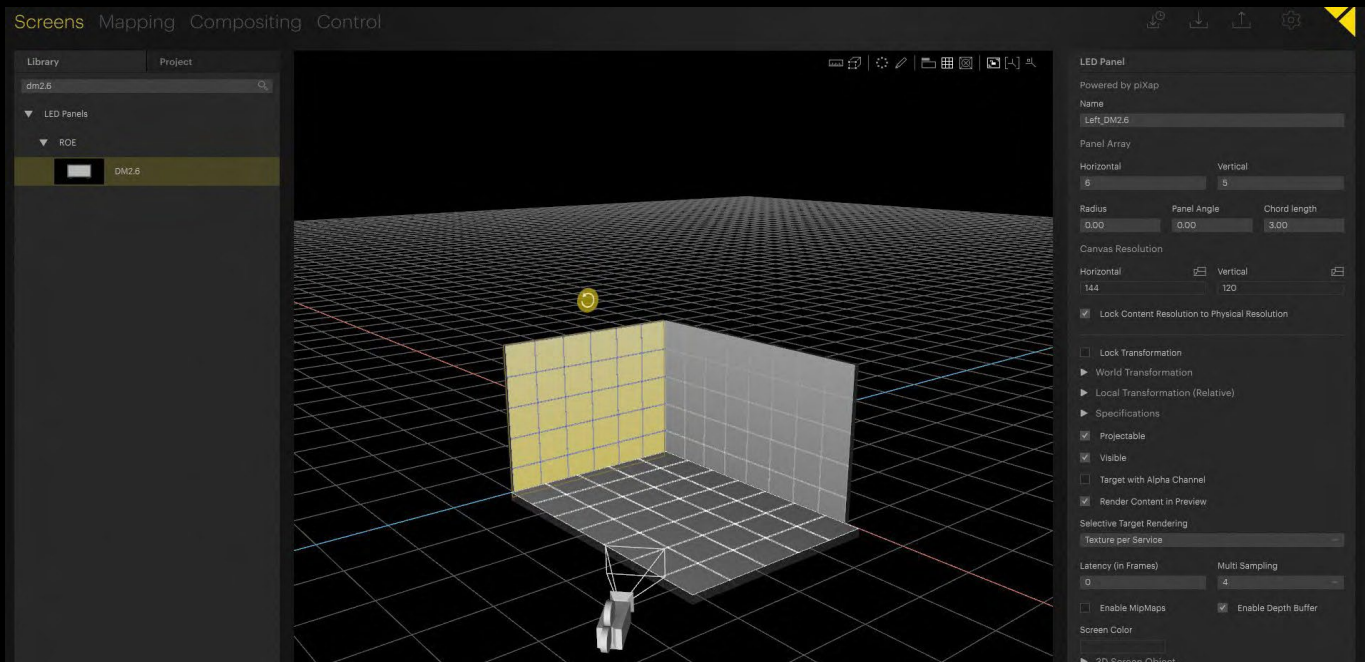 Screens Mapping Compositing Control
Library Project
dm2.6
LED Panels
ROE
DM2.6
LED Panel
Powered by piXap
Name
Left_DM2.6
Panel Array
Horizontal Vertical
6 5
Radius Panel Angle Chord length
0.00 0.00 3.00
Canvas Resolution
Horizontal Vertical
144 120
Lock Content Resolution to Physical Resolution
Lock Transformation
World Transformation
Local Transformation (Relative)
Specifications
Projectable
Visible
Target with Alpha Channel
Render Content in Preview
Selective Target Rendering
Texture per Service
Latency (in Frames) Multi Sampling
0 4
Enable MipMaps Enable Depth Buffer
Screen Color
3D Screen Object